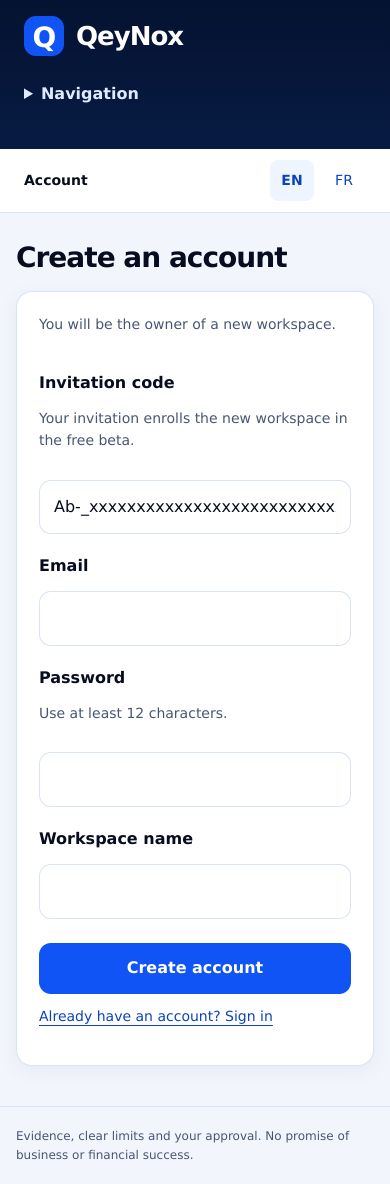 Q QeyNox
▶ Navigation
Account EN FR
Create an account
You will be the owner of a new workspace.
Invitation code
Your invitation enrolls the new workspace in
the free beta.
Ab-_xxxxxxxxxxxxxxxxxxxxxxxxxx
Email
Password
Use at least 12 characters.
Workspace name
Create account
Already have an account? Sign in
Evidence, clear limits and your approval. No promise of
business or financial success.